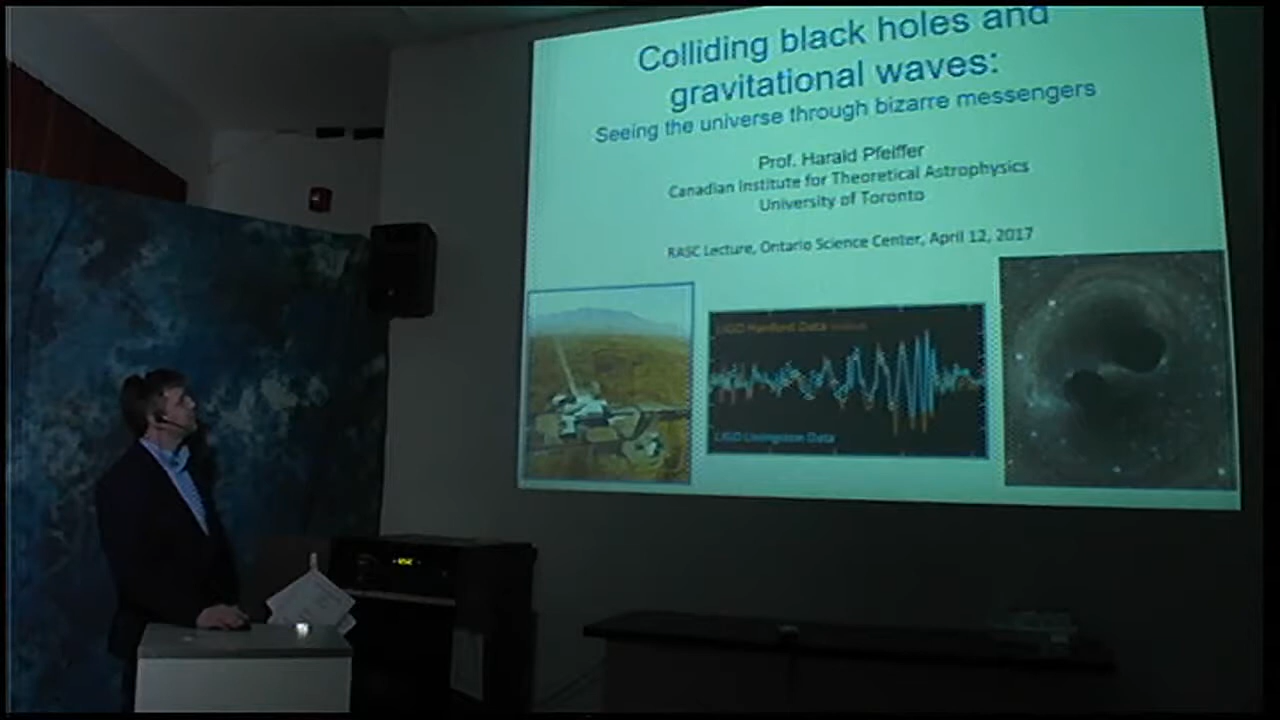 Colliding black holes and
gravitational waves:
Seeing the universe through bizarre messengers
Prof. Harald Pfeiffer
Canadian Institute for Theoretical Astrophysics
University of Toronto
RASC Lecture, Ontario Science Center, April 12, 2017
LIGO Hanford Data
LIGO Livingston Data